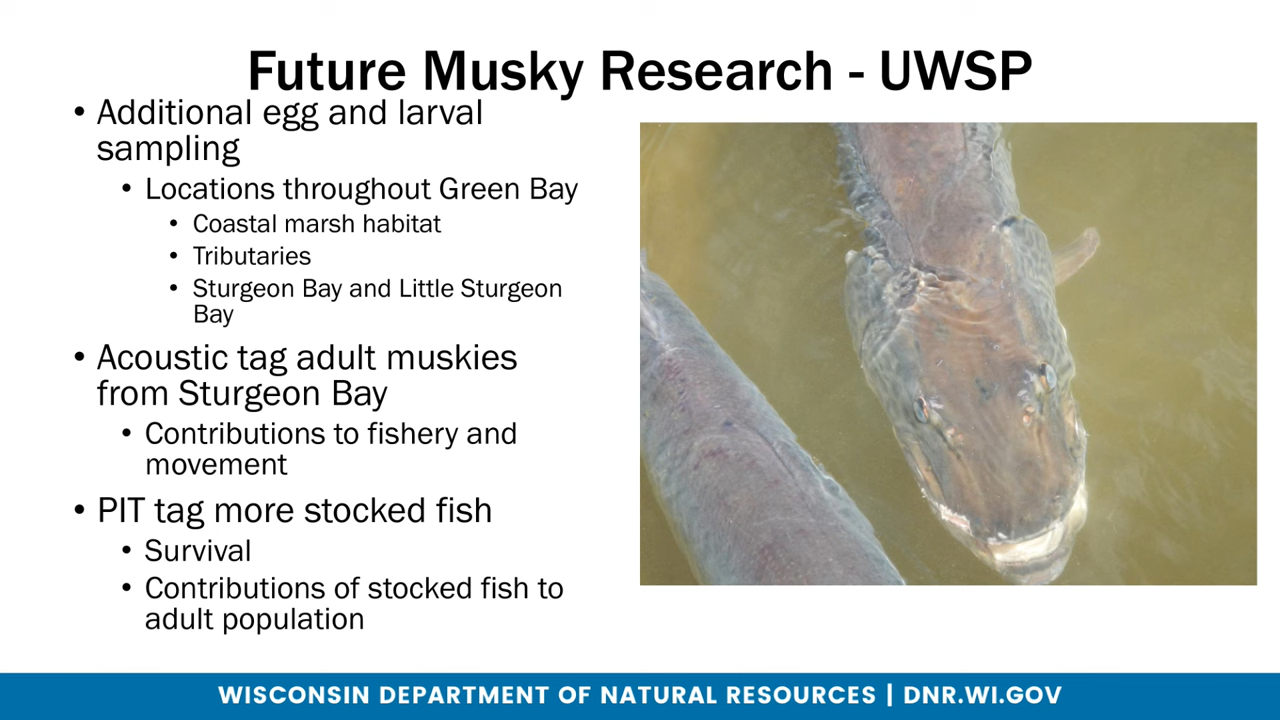 Future Musky Research - UWSP
• Additional egg and larval
sampling
• Locations throughout Green Bay
• Coastal marsh habitat
• Tributaries
• Sturgeon Bay and Little Sturgeon
Bay
• Acoustic tag adult muskies
from Sturgeon Bay
• Contributions to fishery and
movement
• PIT tag more stocked fish
• Survival
• Contributions of stocked fish to
adult population
WISCONSIN DEPARTMENT OF NATURAL RESOURCES | DNR.WI.GOV